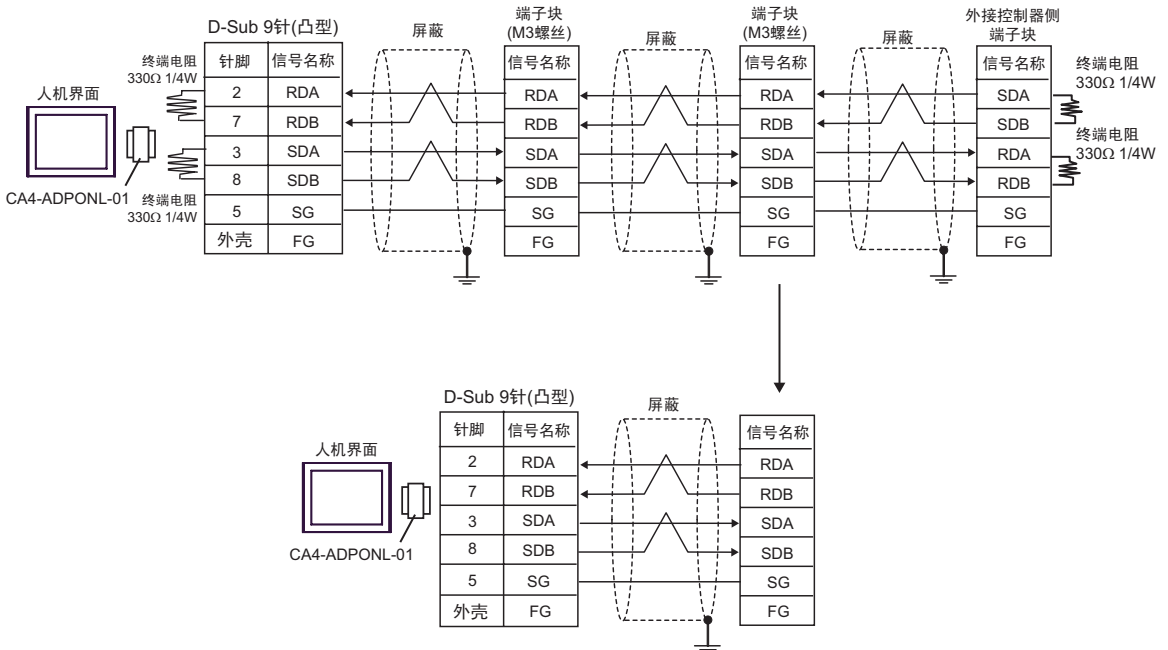 D-Sub 9针(凸型)
屏蔽
端子块
(M3螺丝)
屏蔽
端子块
(M3螺丝)
屏蔽
外接控制器侧
端子块
终端电阻
330Ω 1/4W
针脚 信号名称
2 RDA
7 RDB
3 SDA
8 SDB
5 SG
外壳 FG
终端电阻
330Ω 1/4W
人机界面
CA4-ADPONL-01
信号名称
RDA
RDB
SDA
SDB
SG
FG
信号名称
RDA
RDB
SDA
SDB
SG
FG
信号名称
SDA
SDB
RDA
RDB
SG
FG
终端电阻
330Ω 1/4W
终端电阻
330Ω 1/4W
D-Sub 9针(凸型)
屏蔽
人机界面
CA4-ADPONL-01
针脚 信号名称
2 RDA
7 RDB
3 SDA
8 SDB
5 SG
外壳 FG
信号名称
RDA
RDB
SDA
SDB
SG
FG